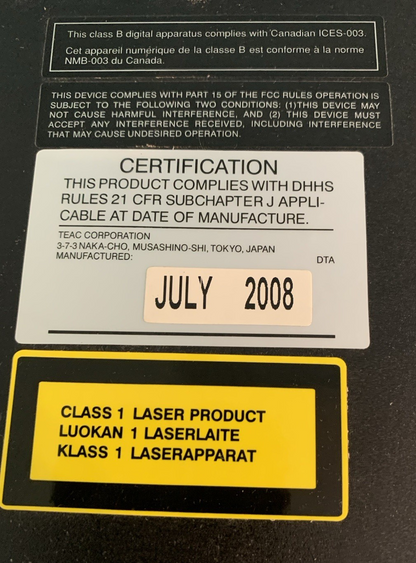 This class B digital apparatus complies with Canadian ICES-003.
Cet appareil numérique de la classe B est conforme à la norme
NMB-003 du Canada.
THIS DEVICE COMPLIES WITH PART 15 OF THE FCC RULES OPERATION IS
SUBJECT TO THE FOLLOWING TWO CONDITIONS: (1)THIS DEVICE MAY
NOT CAUSE HARMFUL INTERFERENCE, AND (2) THIS DEVICE MUST
ACCEPT ANY INTERFERENCE RECEIVED, INCLUDING INTERFERENCE
THAT MAY CAUSE UNDESIRED OPERATION.
CERTIFICATION
THIS PRODUCT COMPLIES WITH DHHS
RULES 21 CFR SUBCHAPTER J APPLI-
CABLE AT DATE OF MANUFACTURE.
TEAC CORPORATION
3-7-3 NAKA-CHO, MUSASHINO-SHI, TOKYO, JAPAN
MANUFACTURED: DTA
JULY 2008
CLASS 1 LASER PRODUCT
LUOKAN 1 LASERLAITE
KLASS 1 LASERAPPARAT